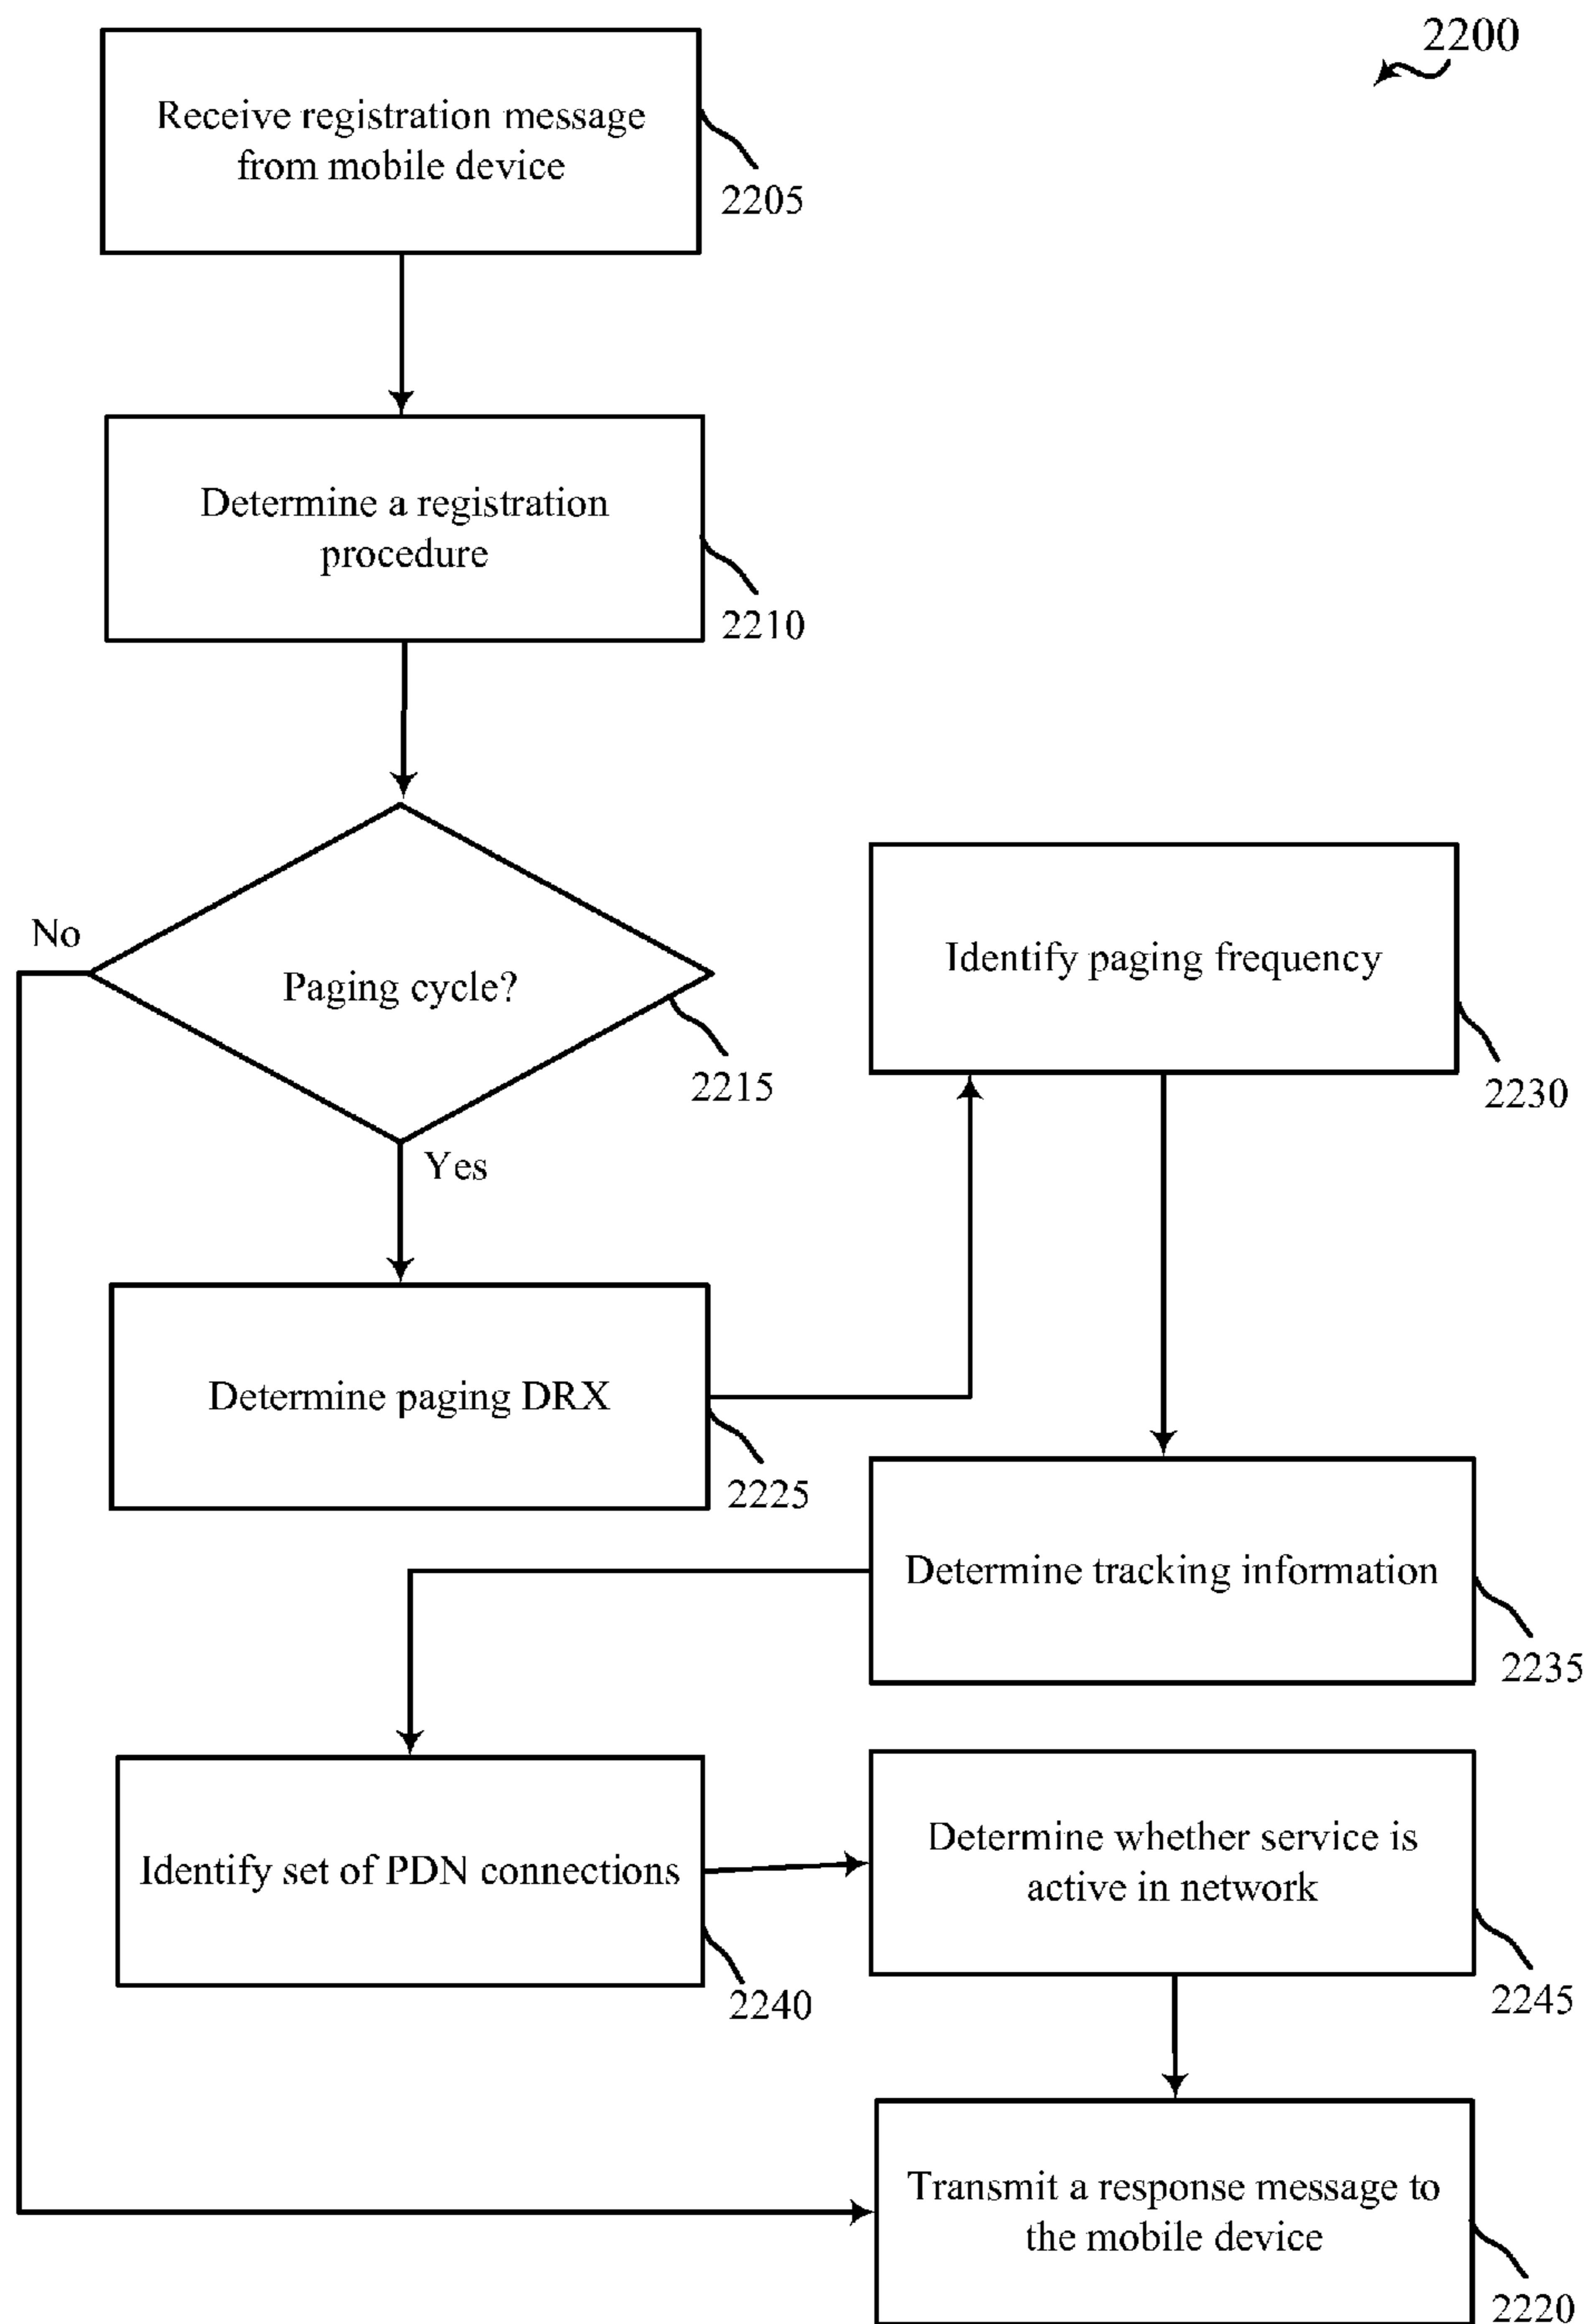 2200
Receive registration message
from mobile device
2205
Determine a registration
procedure
2210
No
Paging cycle?
2215
Yes
Identify paging frequency
2230
Determine paging DRX
2225
Determine tracking information
2235
Identify set of PDN connections
2240
Determine whether service is
active in network
2245
Transmit a response message to
the mobile device
2220